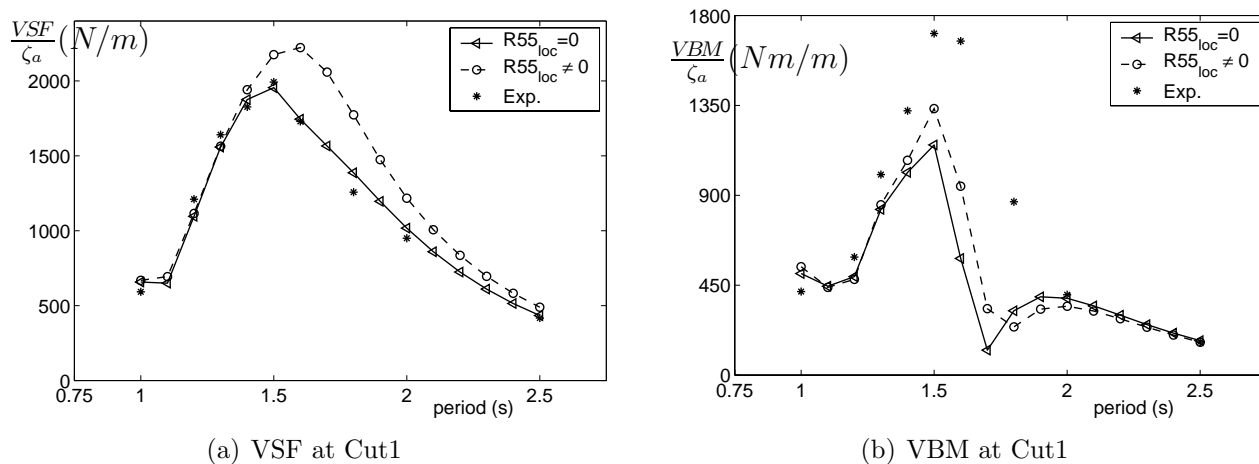 VSF/ζa (N/m)
R55loc=0
R55loc≠0
Exp.
2000
1500
1000
500
0
0.75 1 1.5 2 2.5
period (s)
(a) VSF at Cut1
1800
VBM/ζa (Nm/m)
R55loc=0
R55loc≠0
Exp.
1350
900
450
0
0.75 1 1.5 2 2.5
period (s)
(b) VBM at Cut1